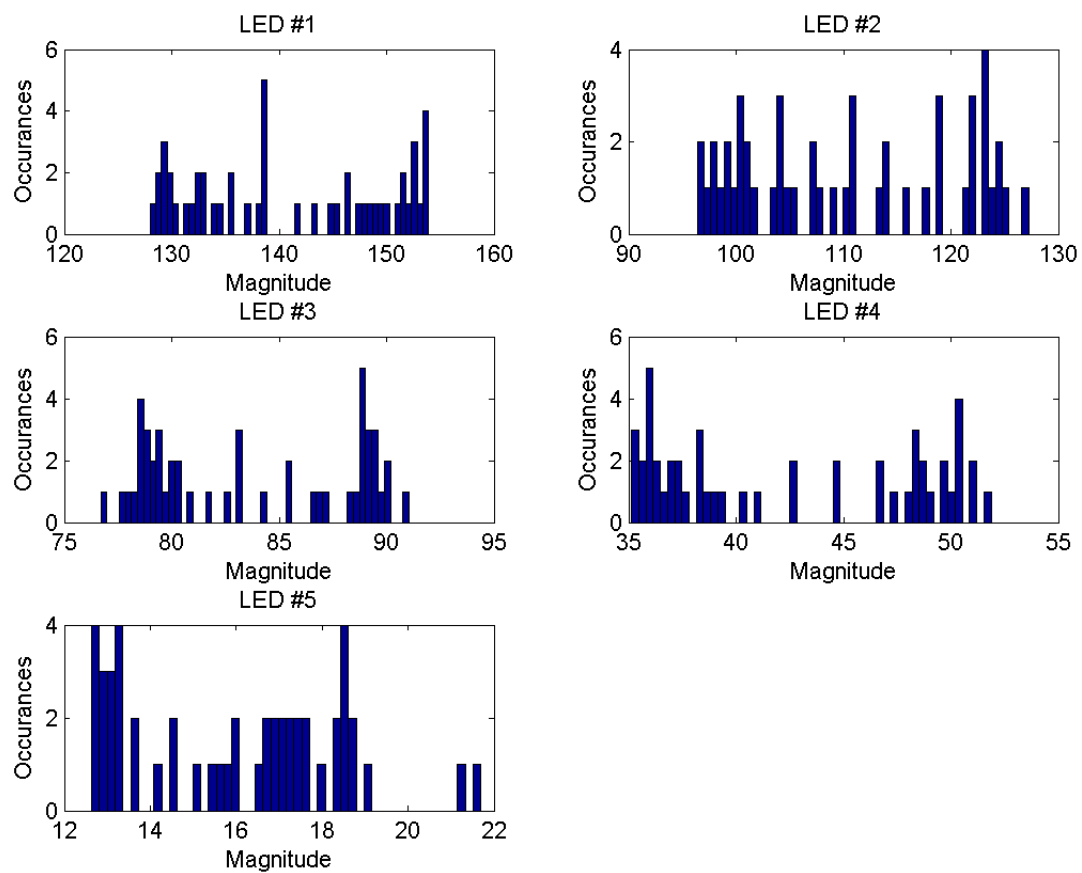 LED #1
6
4
2
0
Occurances
120 130 140 150 160
Magnitude
LED #2
4
2
0
Occurances
90 100 110 120 130
Magnitude
LED #3
6
4
2
0
Occurances
75 80 85 90 95
Magnitude
LED #4
6
4
2
0
Occurances
35 40 45 50 55
Magnitude
LED #5
4
2
0
Occurances
12 14 16 18 20 22
Magnitude